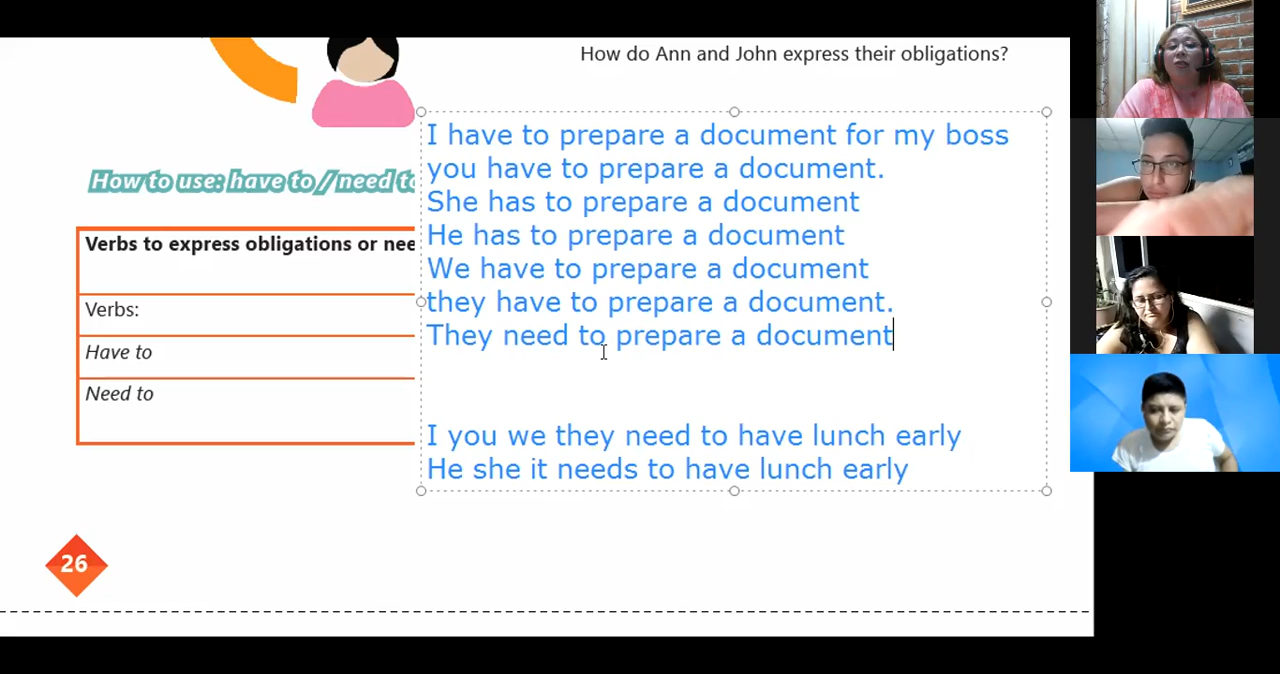 How do Ann and John express their obligations?
I have to prepare a document for my boss
you have to prepare a document.
She has to prepare a document
He has to prepare a document
We have to prepare a document
they have to prepare a document.
They need to prepare a document
I you we they need to have lunch early
He she it needs to have lunch early
How to use: have to / need to
Verbs to express obligations or nee
Verbs:
Have to
Need to
26